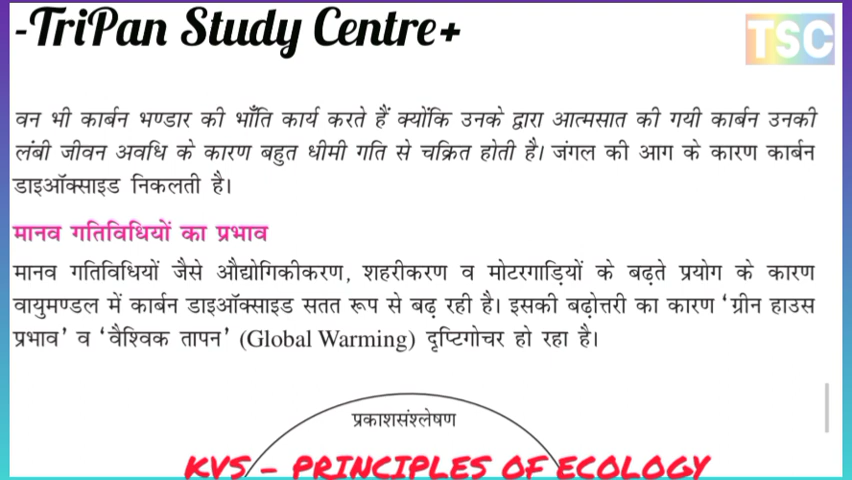 -TriPan Study Centre+
TSC
वन भी कार्बन भण्डार की भाँति कार्य करते हैं क्योंकि उनके द्वारा आत्मसात की गयी कार्बन उनकी
लंबी जीवन अवधि के कारण बहुत धीमी गति से चक्रित होती है। जंगल की आग के कारण कार्बन
डाइऑक्साइड निकलती है।
मानव गतिविधियों का प्रभाव
मानव गतिविधियों जैसे औद्योगिकीकरण, शहरीकरण व मोटरगाड़ियों के बढ़ते प्रयोग के कारण
वायुमण्डल में कार्बन डाइऑक्साइड सतत रूप से बढ़ रही है। इसकी बढ़ोत्तरी का कारण ‘ग्रीन हाउस
प्रभाव’ व ‘वैश्विक तापन’ (Global Warming) दृष्टिगोचर हो रहा है।
प्रकाशसंश्लेषण
KVS - PRINCIPLES OF ECOLOGY